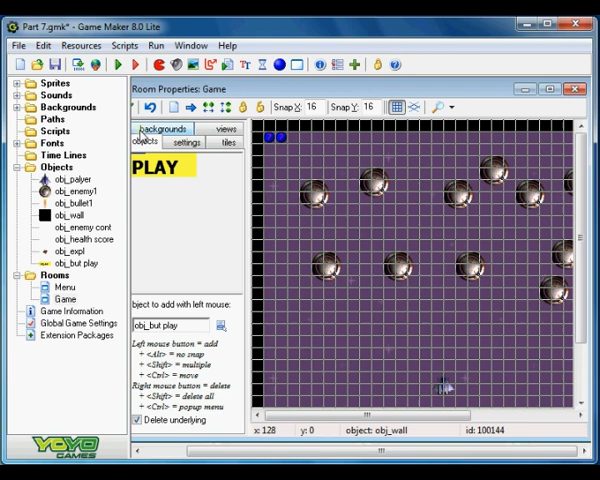 Part 7.gmk* - Game Maker 8.0 Lite
File Edit Resources Scripts Run Window Help
Sprites
Sounds
Backgrounds
Paths
Scripts
Fonts
Time Lines
Objects
obj_palyer
obj_enemy1
obj_bullet1
obj_wall
obj_enemy cont
obj_health score
obj_expl
obj_but play
Rooms
Menu
Game
Game Information
Global Game Settings
Extension Packages
YOYO
GAMES
Room Properties: Game
Snap X: 16 Snap Y: 16
backgrounds views
objects settings tiles
PLAY
bject to add with left mouse:
obj_but play
Left mouse button = add
+ <Alt> = no snap
+ <Shift> = multiple
+ <Ctrl> = move
Right mouse button = delete
+ <Shift> = delete all
+ <Ctrl> = popup menu
Delete underlying
x: 128 y: 0 object: obj_wall id: 100144